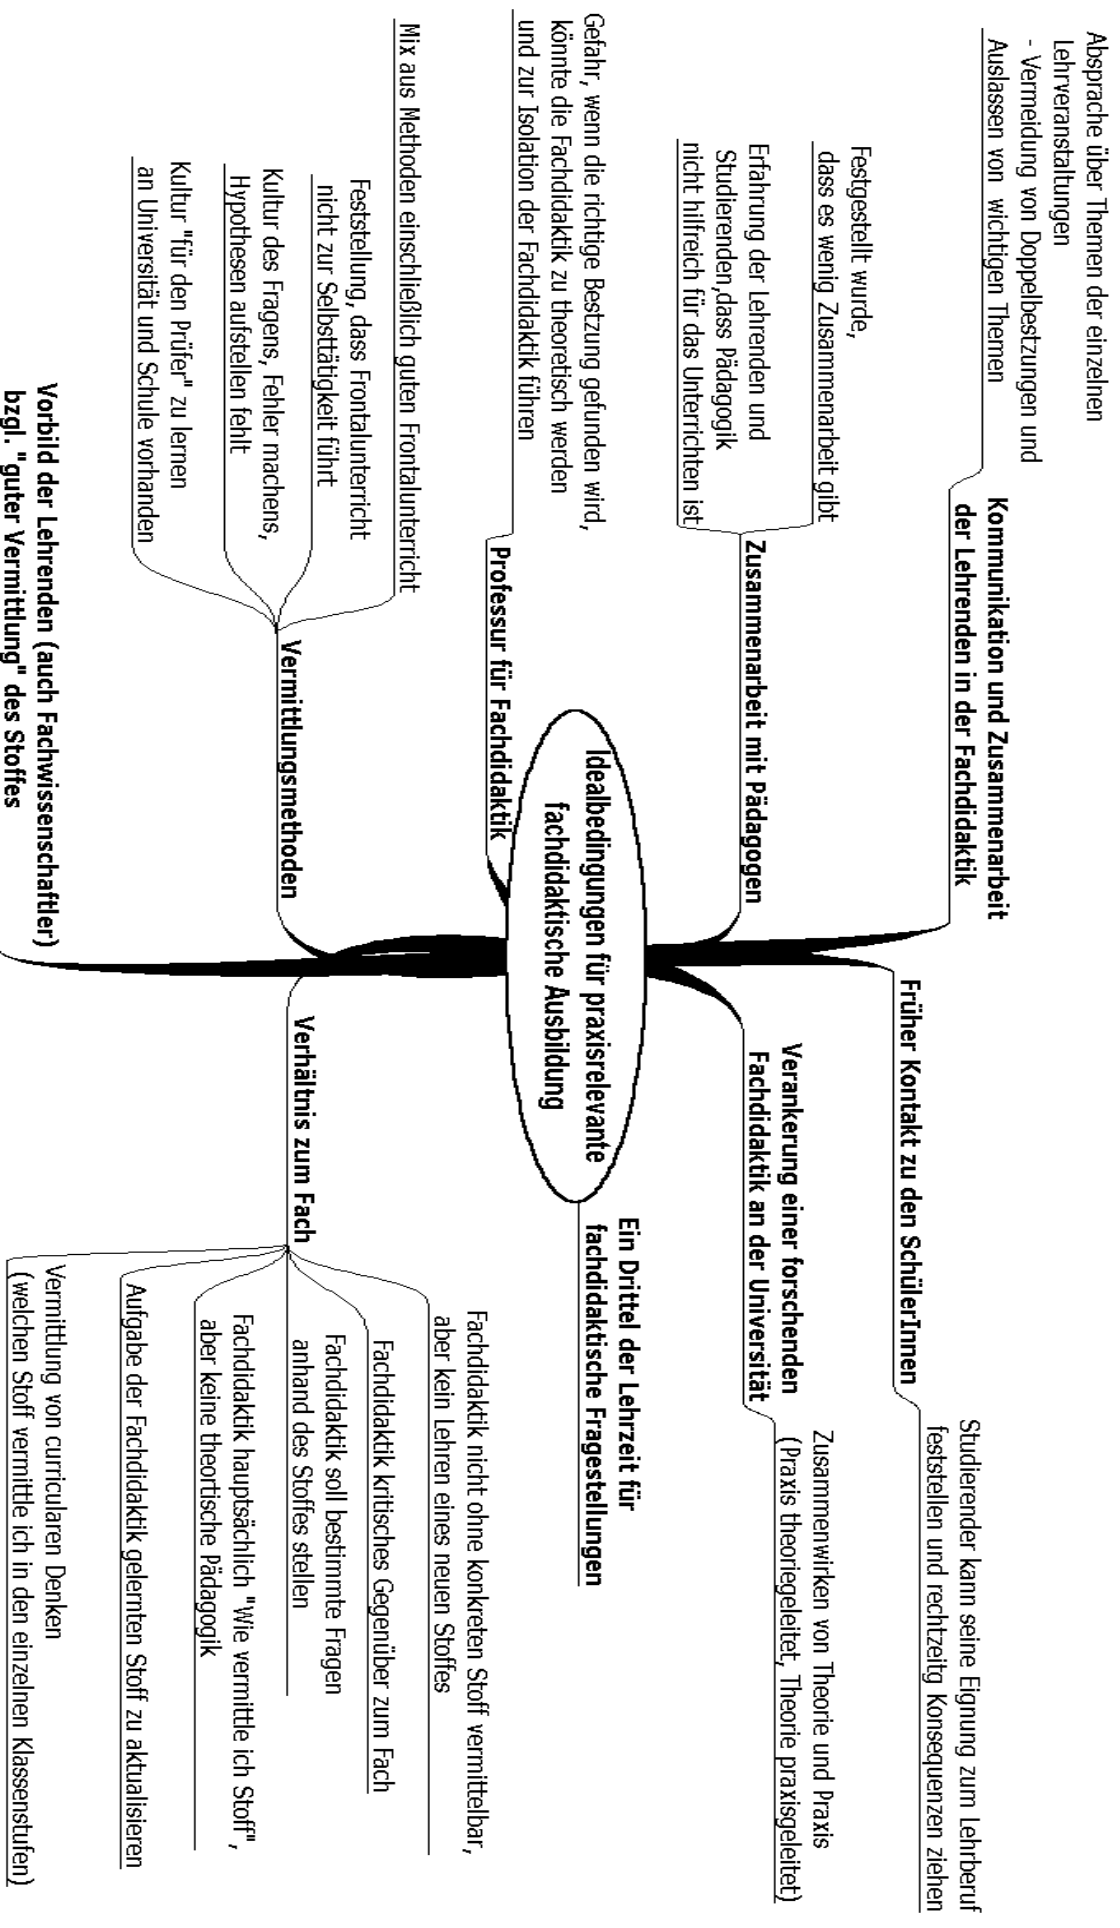 Absprache über Themen der einzelnen
Lehrveranstaltungen
- Vermeidung von Doppelbestzungen und
Auslassen von wichtigen Themen
Kommunikation und Zusammenarbeit
der Lehrenden in der Fachdidaktik
Früher Kontakt zu den SchülerInnen
Studierender kann seine Eignung zum Lehrberuf
feststellen und rechtzeitg Konsequenzen ziehen
Festgestellt wurde,
dass es wenig Zusammenarbeit gibt
Erfahrung der Lehrenden und
Studierenden,dass Pädagogik
nicht hilfreich für das Unterrichten ist
Zusammenarbeit mit Pädagogen
Verankerung einer forschenden
Fachdidaktik an der Universität
Zusammenwirken von Theorie und Praxis
(Praxis theoriegeleitet, Theorie praxisgeleitet)
Idealbedingungen für praxisrelevante
fachdidaktische Ausbildung
Ein Drittel der Lehrzeit für
fachdidaktische Fragestellungen
Gefahr, wenn die richtige Bestzung gefunden wird,
könnte die Fachdidaktik zu theoretisch werden
und zur Isolation der Fachdidaktik führen
Professur für Fachdidaktik
Mix aus Methoden einschließlich guten Frontalunterricht
Feststellung, dass Frontalunterricht
nicht zur Selbsttätigkeit führt
Kultur des Fragens, Fehler machens,
Hypothesen aufstellen fehlt
Kultur "für den Prüfer" zu lernen
an Universität und Schule vorhanden
Vermittlungsmethoden
Verhältnis zum Fach
Fachdidaktik nicht ohne konkreten Stoff vermittelbar,
aber kein Lehren eines neuen Stoffes
Fachdidaktik kritisches Gegenüber zum Fach
Fachdidaktik soll bestimmte Fragen
anhand des Stoffes stellen
Fachdidaktik hauptsächlich "Wie vermittle ich Stoff",
aber keine theortische Pädagogik
Aufgabe der Fachdidaktik gelernten Stoff zu aktualisieren
Vermittlung von curricularen Denken
(welchen Stoff vermittle ich in den einzelnen Klassenstufen)
Vorbild der Lehrenden (auch Fachwissenschaftler)
bzgl. "guter Vermittlung" des Stoffes